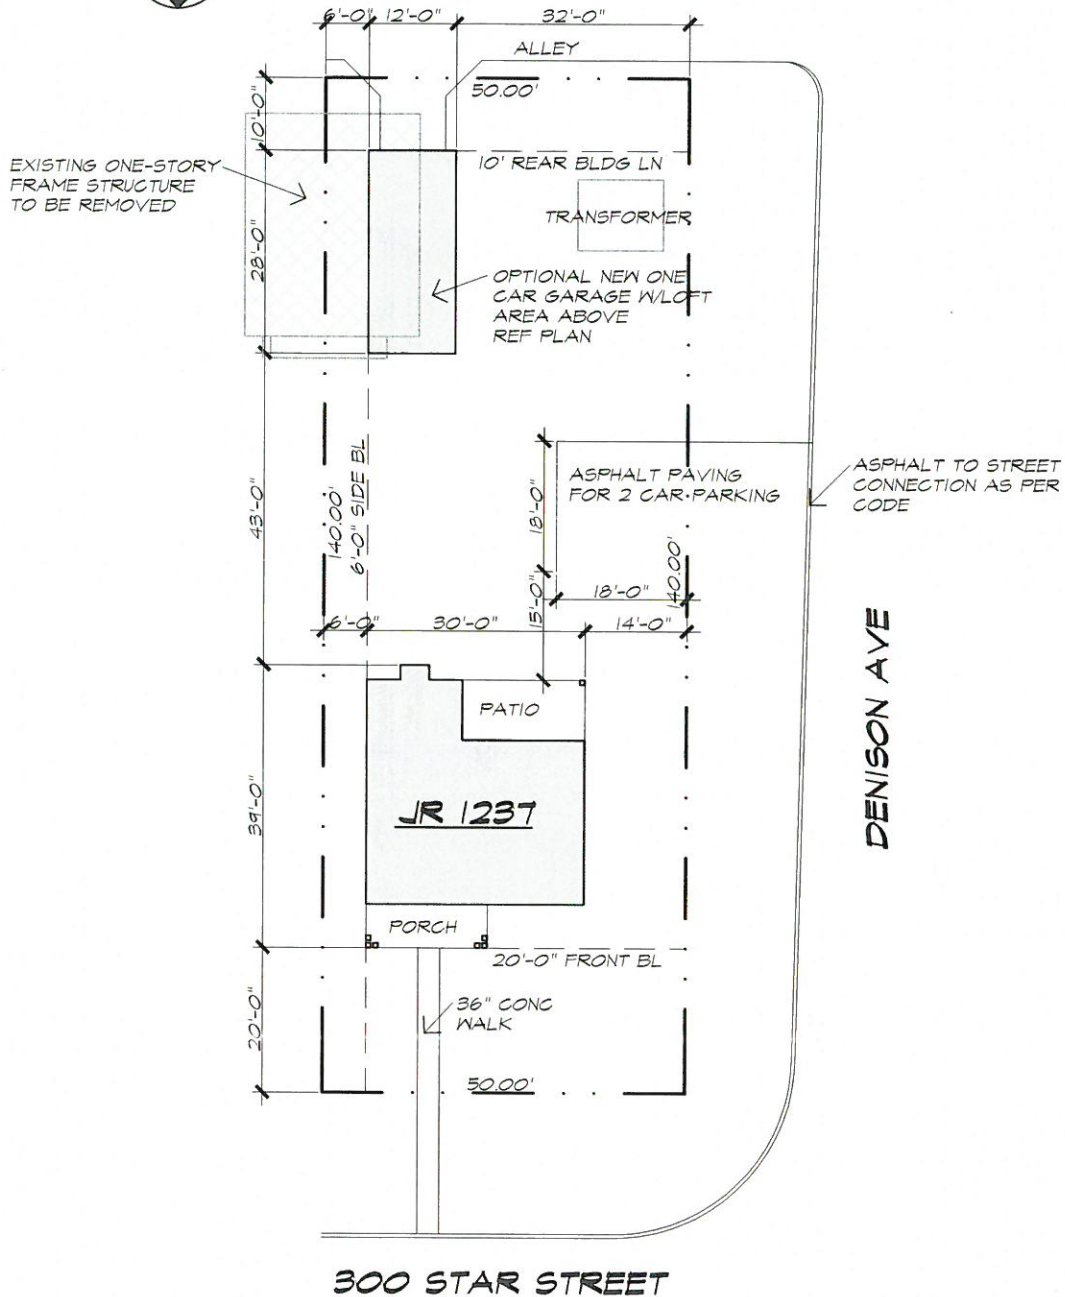 6'-0" 12'-0" 32'-0"
ALLEY
50.00'
10'-0"
10' REAR BLDG LN
EXISTING ONE-STORY
FRAME STRUCTURE
TO BE REMOVED
TRANSFORMER
28'-0"
OPTIONAL NEW ONE
CAR GARAGE W/LOFT
AREA ABOVE
REF PLAN
43'-0"
140.00'
6'-0" SIDE BL
18'-0"
ASPHALT PAVING
FOR 2 CAR PARKING
ASPHALT TO STREET
CONNECTION AS PER
CODE
15'-0"
18'-0"
140.00'
6'-0" 30'-0" 14'-0"
PATIO
DENISON AVE
39'-0"
JR 1237
PORCH
20'-0" FRONT BL
20'-0"
36" CONC
WALK
50.00'
300 STAR STREET